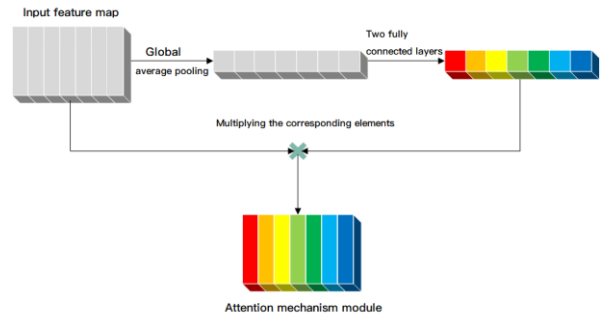 Input feature map
Global
average pooling
Two fully
connected layers
Multiplying the corresponding elements
Attention mechanism module